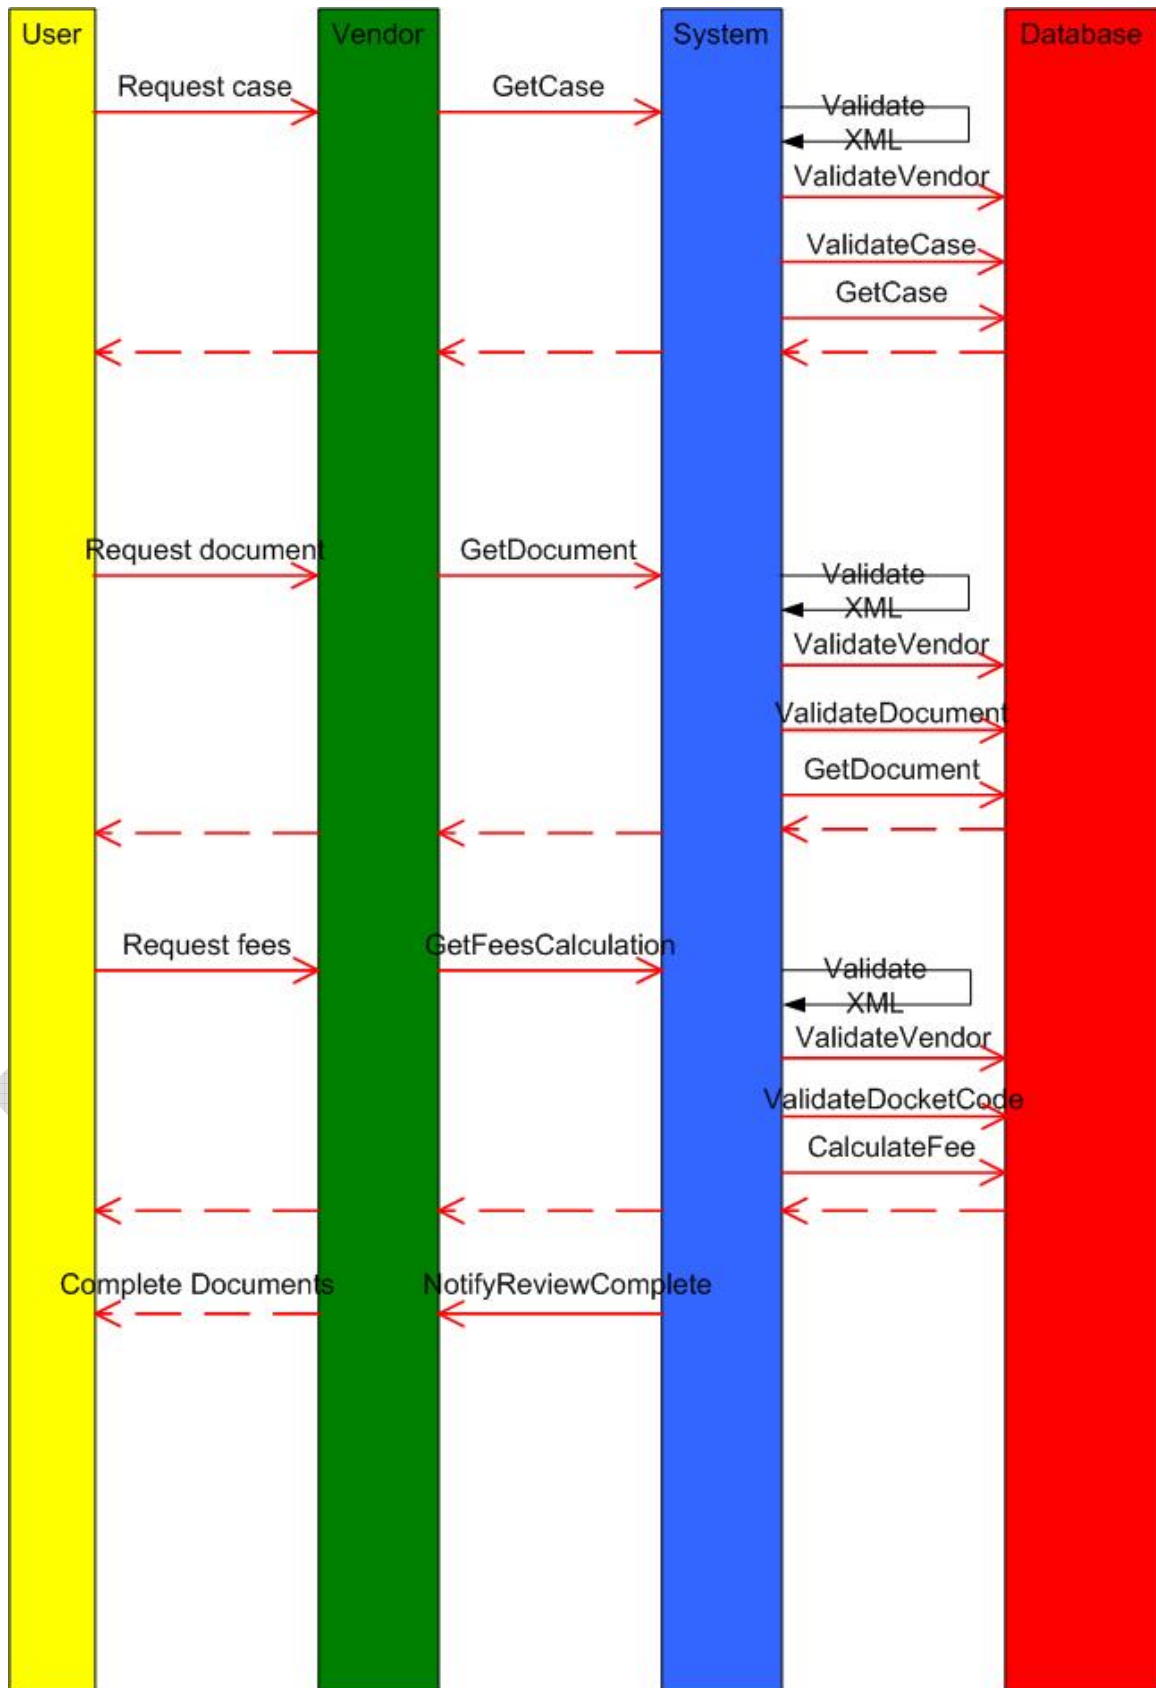 User Vendor System Database
Request case GetCase
Validate
XML
ValidateVendor
ValidateCase
GetCase
Request document GetDocument
Validate
XML
ValidateVendor
ValidateDocument
GetDocument
Request fees GetFeesCalculation
Validate
XML
ValidateVendor
ValidateDocketCode
CalculateFee
Complete Documents NotifyReviewComplete